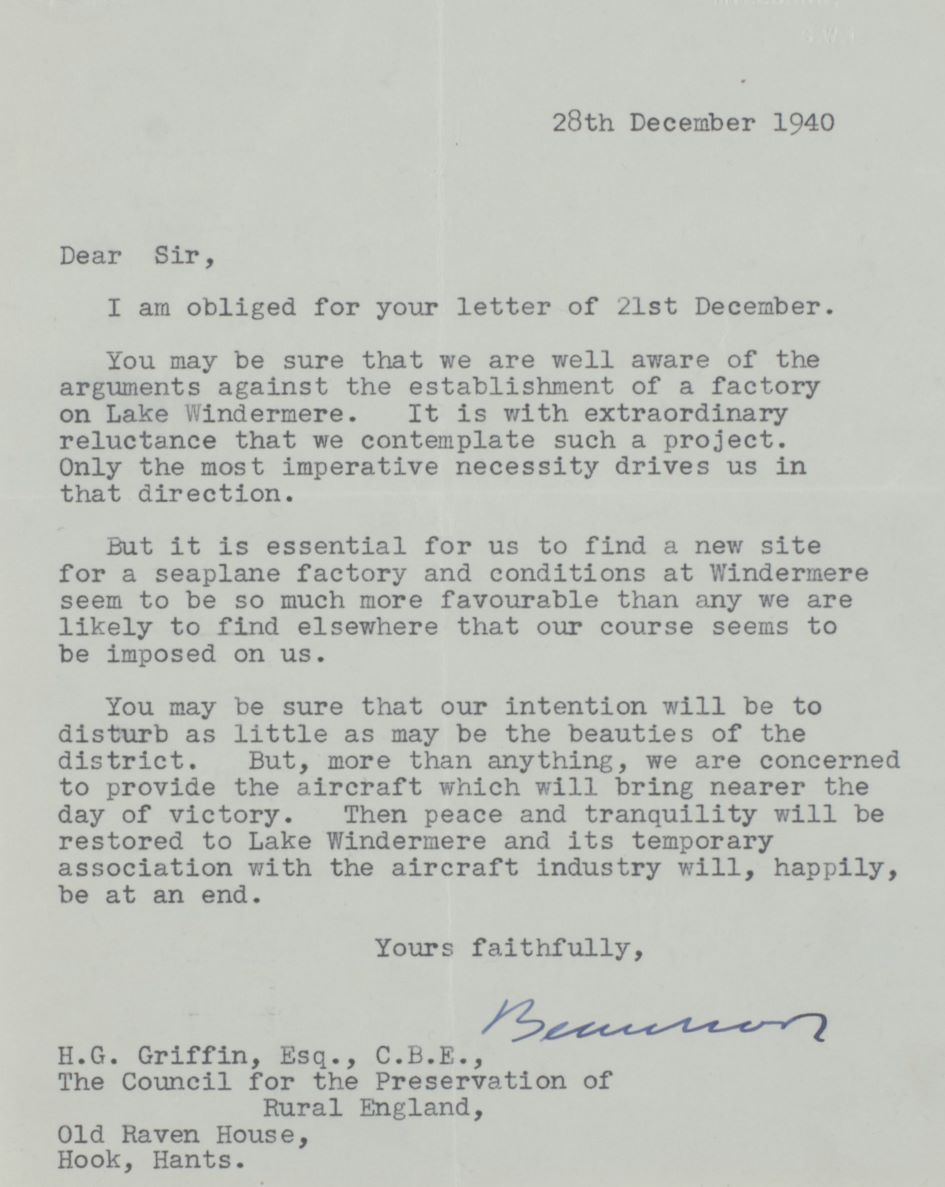 28th December 1940
Dear Sir,
I am obliged for your letter of 21st December.
You may be sure that we are well aware of the
arguments against the establishment of a factory
on Lake Windermere. It is with extraordinary
reluctance that we contemplate such a project.
Only the most imperative necessity drives us in
that direction.
But it is essential for us to find a new site
for a seaplane factory and conditions at Windermere
seem to be so much more favourable than any we are
likely to find elsewhere that our course seems to
be imposed on us.
You may be sure that our intention will be to
disturb as little as may be the beauties of the
district. But, more than anything, we are concerned
to provide the aircraft which will bring nearer the
day of victory. Then peace and tranquility will be
restored to Lake Windermere and its temporary
association with the aircraft industry will, happily,
be at an end.
Yours faithfully,
H.G. Griffin, Esq., C.B.E.,
The Council for the Preservation of
Rural England,
Old Raven House,
Hook, Hants.